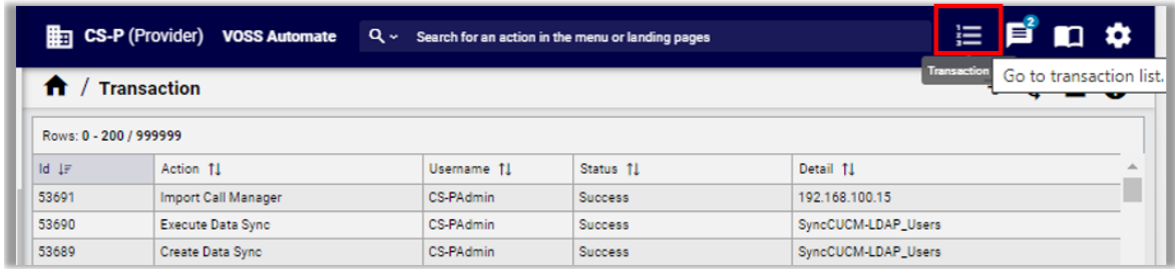 CS-P (Provider) VOSS Automate Search for an action in the menu or landing pages 2
Transaction Go to transaction list.
/ Transaction
Rows: 0 - 200 / 999999
Id Action Username Status Detail
53691 Import Call Manager CS-PAdmin Success 192.168.100.15
53690 Execute Data Sync CS-PAdmin Success SyncCUCM-LDAP_Users
53689 Create Data Sync CS-PAdmin Success SyncCUCM-LDAP_Users